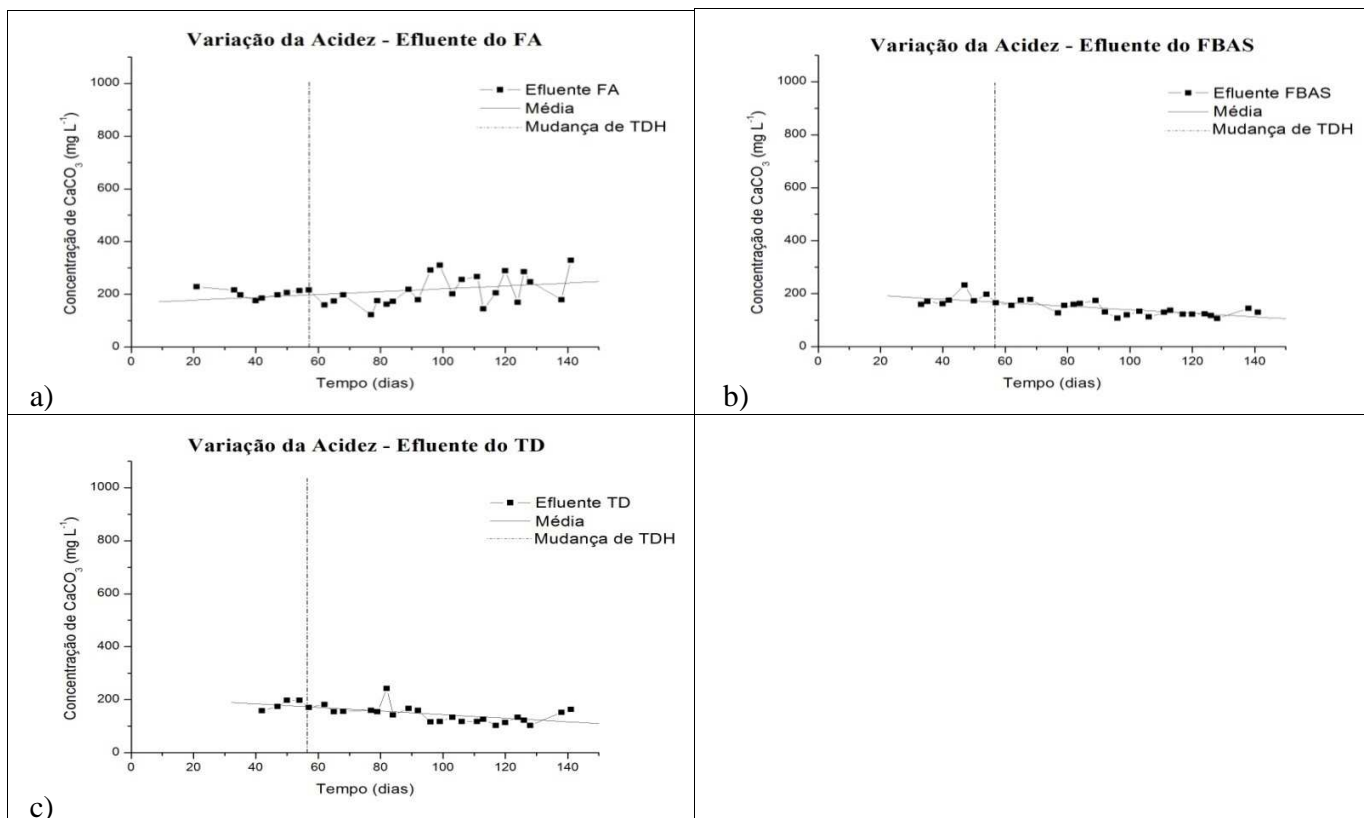 Variação da Acidez - Efluente do FA
Efluente FA
Média
Mudança de TDH
Concentração de CaCO₃ (mg L⁻¹)
1000
800
600
400
200
0
0 20 40 60 80 100 120 140
Tempo (dias)
a)
Variação da Acidez - Efluente do FBAS
Efluente FBAS
Média
Mudança de TDH
Concentração de CaCO₃ (mg L⁻¹)
1000
800
600
400
200
0
0 20 40 60 80 100 120 140
Tempo (dias)
b)
Variação da Acidez - Efluente do TD
Efluente TD
Média
Mudança de TDH
Concentração de CaCO₃ (mg L⁻¹)
1000
800
600
400
200
0
0 20 40 60 80 100 120 140
Tempo (dias)
c)